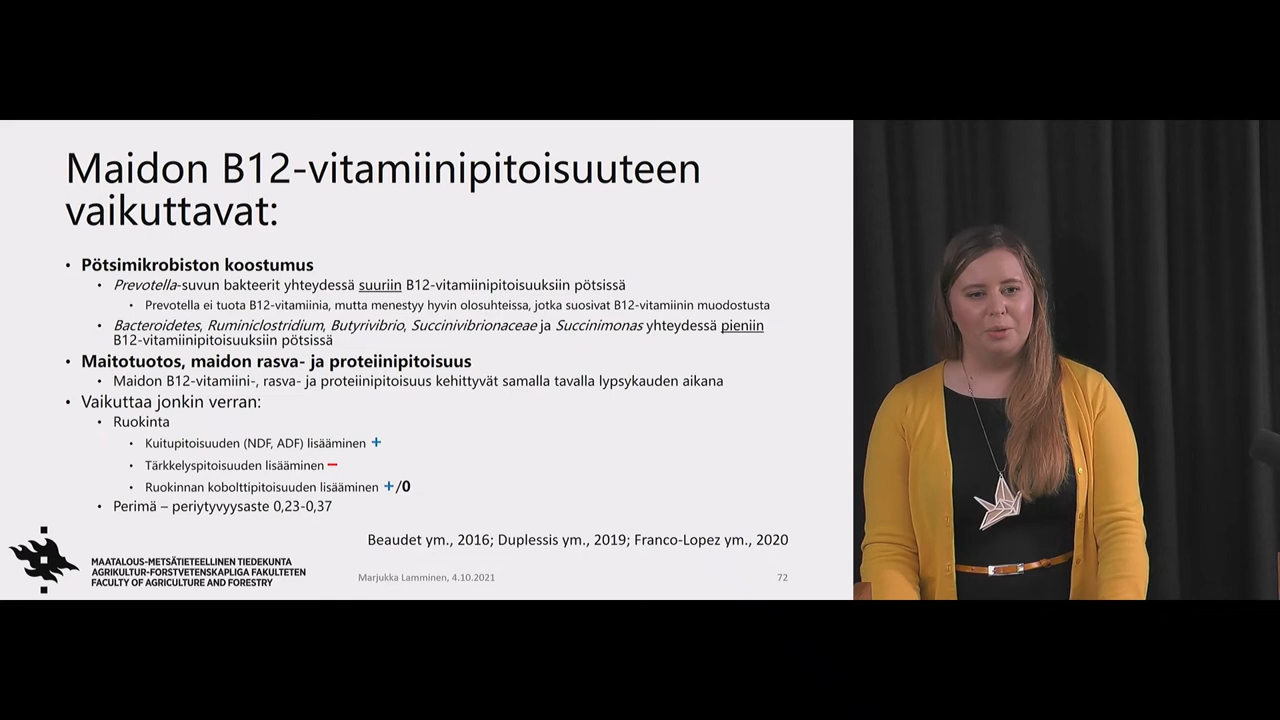 Maidon B12-vitamiinipitoisuuteen
vaikuttavat:
• Pötsimikrobiston koostumus
• Prevotella-suvun bakteerit yhteydessä suuriin B12-vitamiinipitoisuuksiin pötsissä
• Prevotella ei tuota B12-vitamiinia, mutta menestyy hyvin olosuhteissa, jotka suosivat B12-vitamiinin muodostusta
• Bacteroidetes, Ruminiclostridium, Butyrivibrio, Succinivibrionaceae ja Succinimonas yhteydessä pieniin
B12-vitamiinipitoisuuksiin pötsissä
• Maitotuotos, maidon rasva- ja proteiinipitoisuus
• Maidon B12-vitamiini-, rasva- ja proteiinipitoisuus kehittyvät samalla tavalla lypsykauden aikana
• Vaikuttaa jonkin verran:
• Ruokinta
• Kuitupitoisuuden (NDF, ADF) lisääminen +
• Tärkkelyspitoisuuden lisääminen −
• Ruokinnan kobolttipitoisuuden lisääminen +/0
• Perimä – periytyvyysaste 0,23-0,37
Beaudet ym., 2016; Duplessis ym., 2019; Franco-Lopez ym., 2020
MAATALOUS-METSÄTIETEELLINEN TIEDEKUNTA
AGRIKULTUR-FORSTVETENSKAPLIGA FAKULTETEN
FACULTY OF AGRICULTURE AND FORESTRY
Marjukka Lamminen, 4.10.2021
72